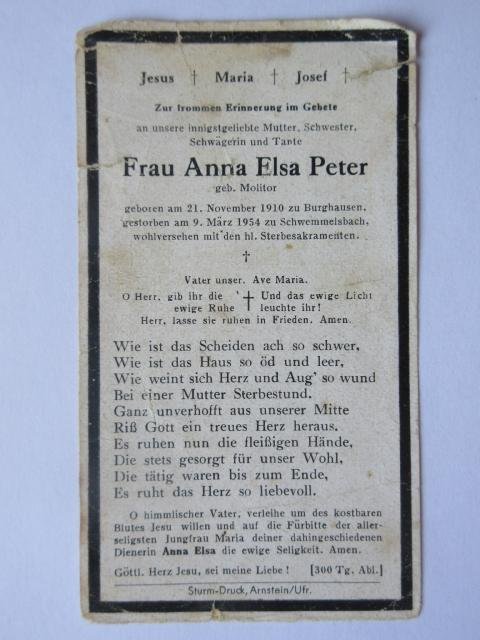 Jesus † Maria † Josef †
Zur frommen Erinnerung im Gebete
an unsere innigstgeliebte Mutter, Schwester,
Schwägerin und Tante
Frau Anna Elsa Peter
geb. Molitor
geboren am 21. November 1910 zu Burghausen,
gestorben am 9. März 1954 zu Schwemmelsbach,
wohlversehen mit den hl. Sterbesakramenten.
†
Vater unser. Ave Maria.
O Herr, gib ihr die † Und das ewige Licht
ewige Ruhe leuchte ihr!
Herr, lasse sie ruhen in Frieden. Amen.
Wie ist das Scheiden ach so schwer,
Wie ist das Haus so öd und leer,
Wie weint sich Herz und Aug' so wund
Bei einer Mutter Sterbestund.
Ganz unverhofft aus unserer Mitte
Riß Gott ein treues Herz heraus.
Es ruhen nun die fleißigen Hände,
Die stets gesorgt für unser Wohl,
Die tätig waren bis zum Ende,
Es ruht das Herz so liebevoll.
O himmlischer Vater, verleihe um des kostbaren
Blutes Jesu willen und auf die Fürbitte der aller-
seligsten Jungfrau Maria deiner dahingeschiedenen
Dienerin Anna Elsa die ewige Seligkeit. Amen.
Göttl. Herz Jesu, sei meine Liebe! [300 Tg. Abl.]
Sturm-Druck, Arnstein/Ufr.